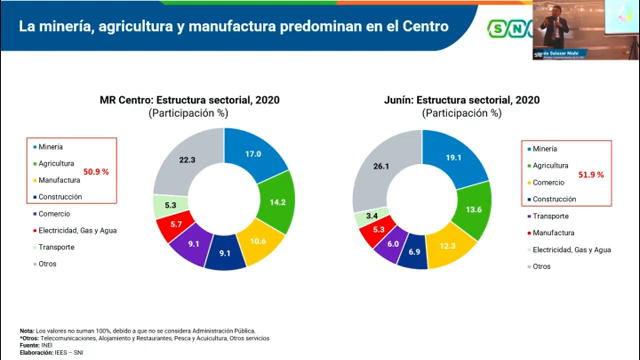 La minería, agricultura y manufactura predominan en el Centro
SN
Salazar Nishi
MR Centro: Estructura sectorial, 2020
(Participación %)
Minería
Agricultura
Manufactura
Construcción
Comercio
Electricidad, Gas y Agua
Transporte
Otros
50.9 %
17.0
14.2
10.6
9.1
9.1
5.7
5.3
22.3
Junín: Estructura sectorial, 2020
(Participación %)
19.1
13.6
12.3
6.9
6.0
5.3
3.4
26.1
Minería
Agricultura
Comercio
Construcción
Transporte
Manufactura
Electricidad, Gas y Agua
Otros
51.9 %
Nota: Los valores no suman 100%, debido a que no se considera Administración Pública.
*Otros: Telecomunicaciones, Alojamiento y Restaurantes, Pesca y Acuicultura, Otros servicios
Fuente: INEI
Elaboración: IEES – SNI